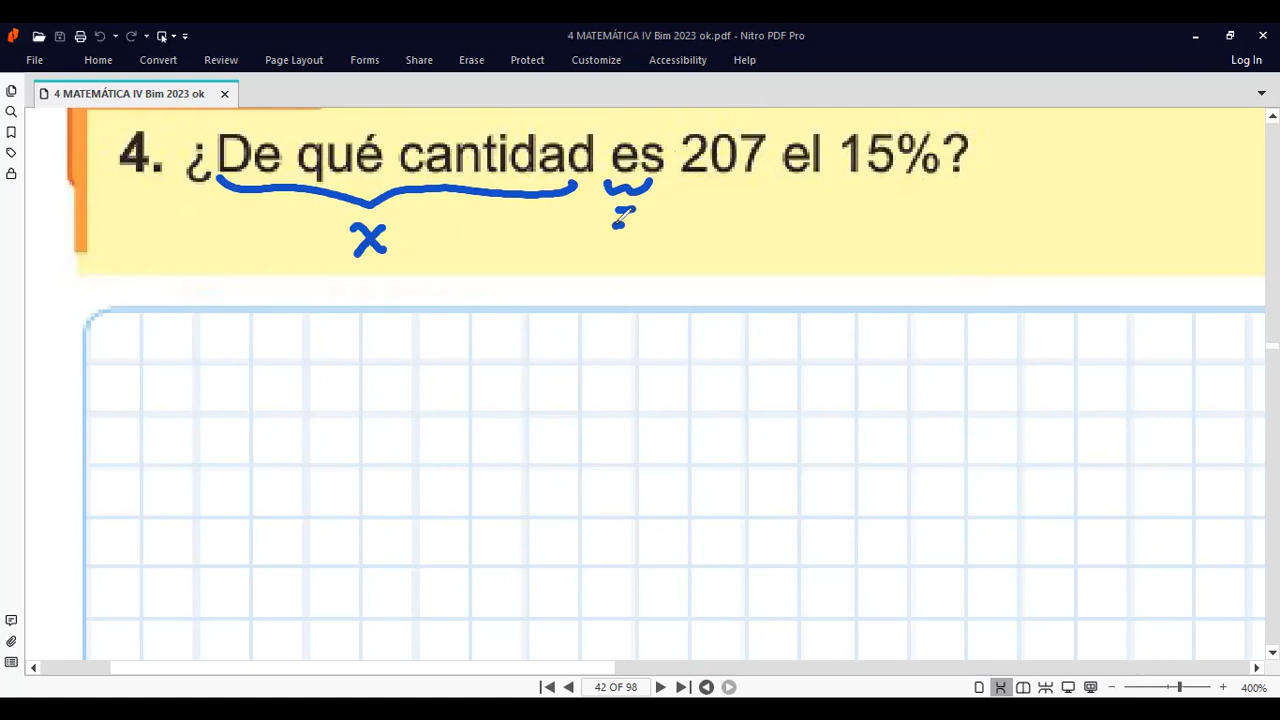 4 MATEMÁTICA IV Bim 2023 ok.pdf - Nitro PDF Pro
File Home Convert Review Page Layout Forms Share Erase Protect Customize Accessibility Help Log In
4 MATEMÁTICA IV Bim 2023 ok
4. ¿De qué cantidad es 207 el 15%?
x =
42 OF 98
400%